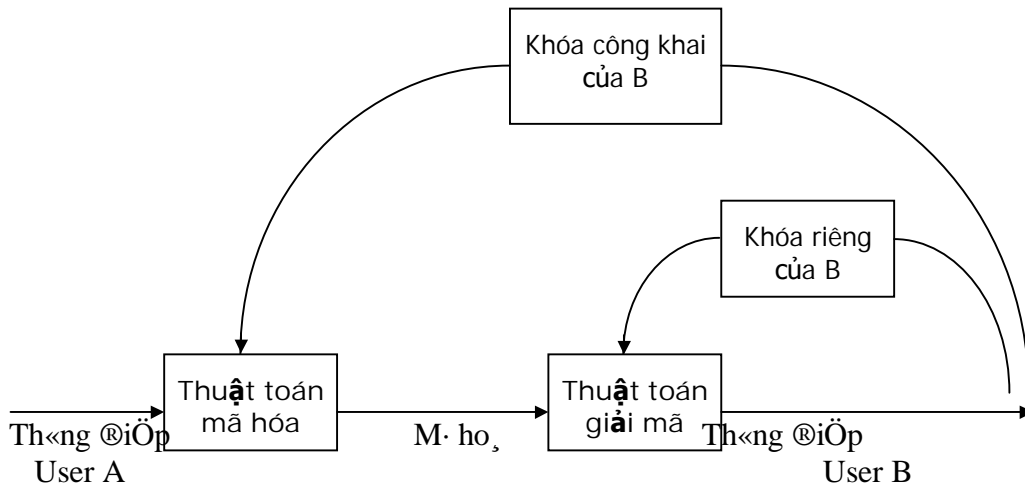 Khóa công khai
của B
Khóa riêng
của B
Thuật toán
mã hóa
Thuật toán
giải mã
Th«ng ®iÖp
M· ho¸
Th«ng ®iÖp
User A
User B